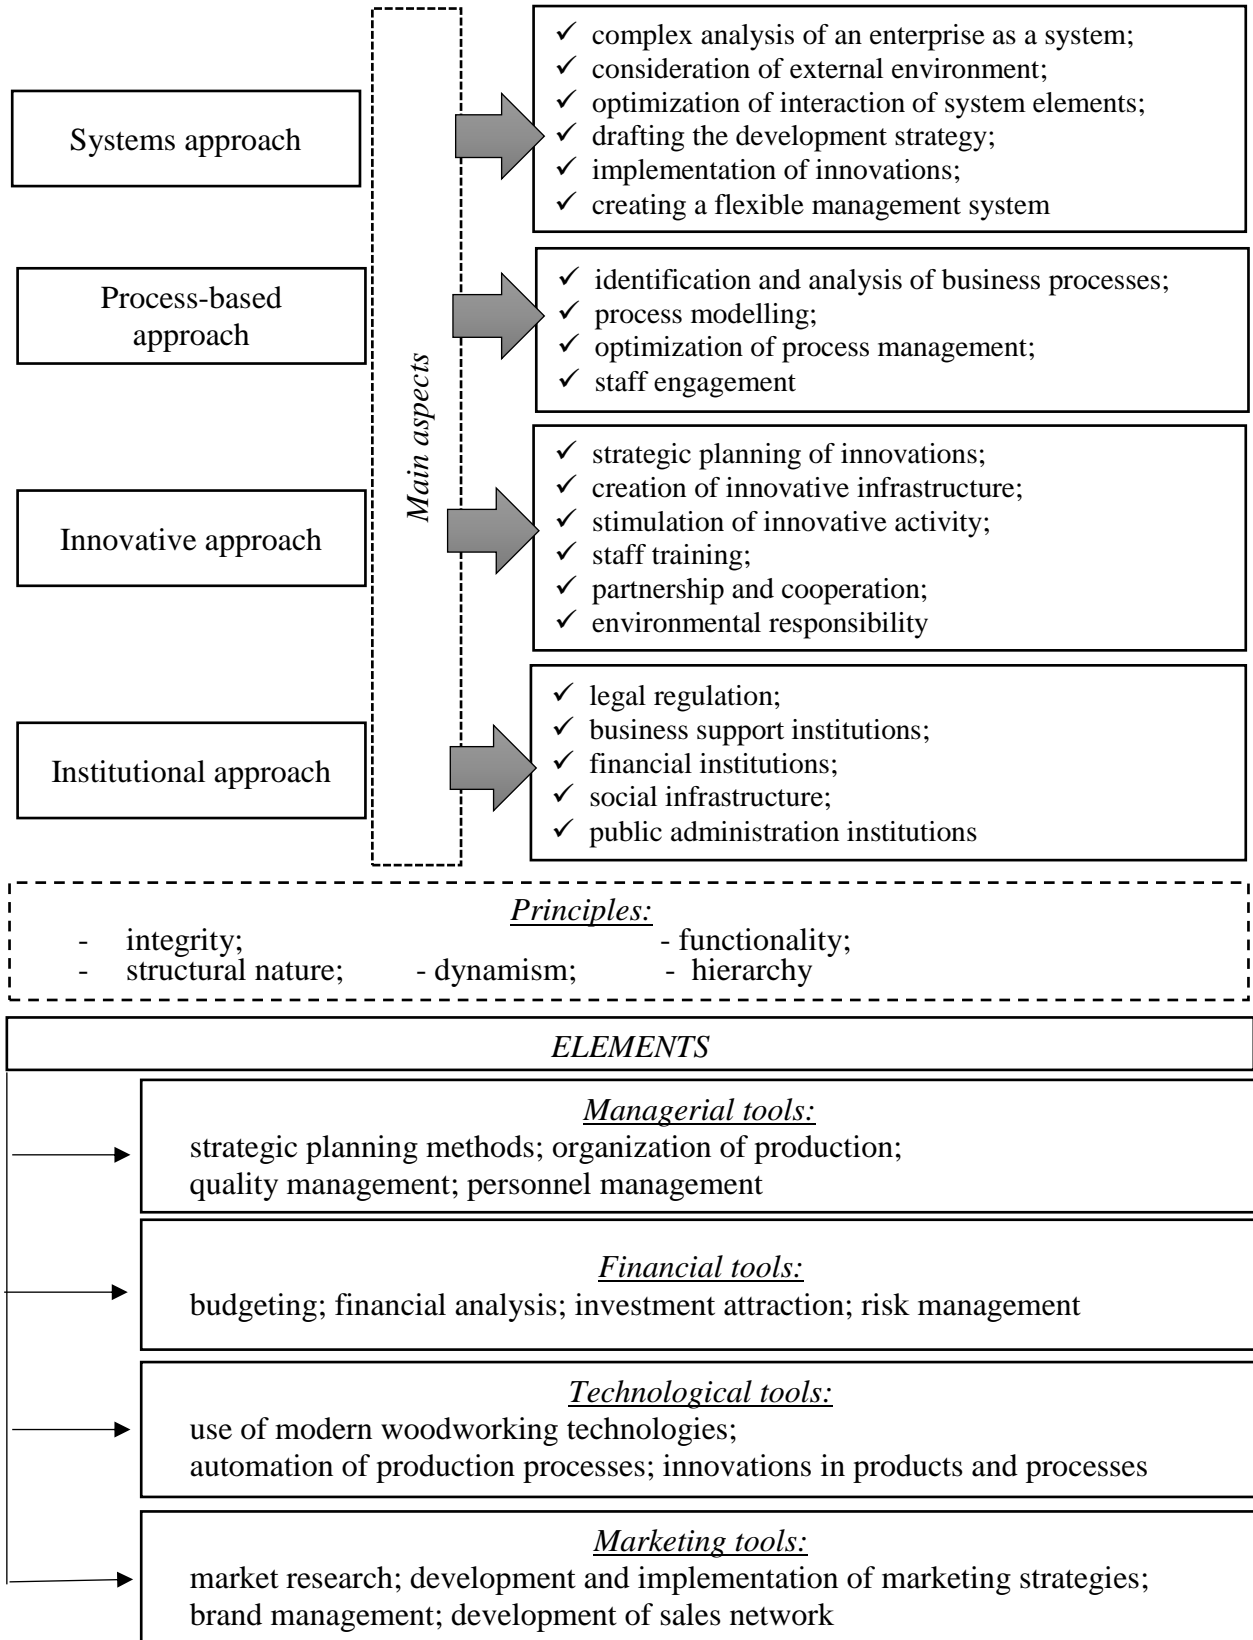 Systems approach
✓ complex analysis of an enterprise as a system;
✓ consideration of external environment;
✓ optimization of interaction of system elements;
✓ drafting the development strategy;
✓ implementation of innovations;
✓ creating a flexible management system
Process-based
approach
✓ identification and analysis of business processes;
✓ process modelling;
✓ optimization of process management;
✓ staff engagement
Main aspects
Innovative approach
✓ strategic planning of innovations;
✓ creation of innovative infrastructure;
✓ stimulation of innovative activity;
✓ staff training;
✓ partnership and cooperation;
✓ environmental responsibility
Institutional approach
✓ legal regulation;
✓ business support institutions;
✓ financial institutions;
✓ social infrastructure;
✓ public administration institutions
Principles:
- integrity; - functionality;
- structural nature; - dynamism; - hierarchy
ELEMENTS
Managerial tools:
strategic planning methods; organization of production;
quality management; personnel management
Financial tools:
budgeting; financial analysis; investment attraction; risk management
Technological tools:
use of modern woodworking technologies;
automation of production processes; innovations in products and processes
Marketing tools:
market research; development and implementation of marketing strategies;
brand management; development of sales network